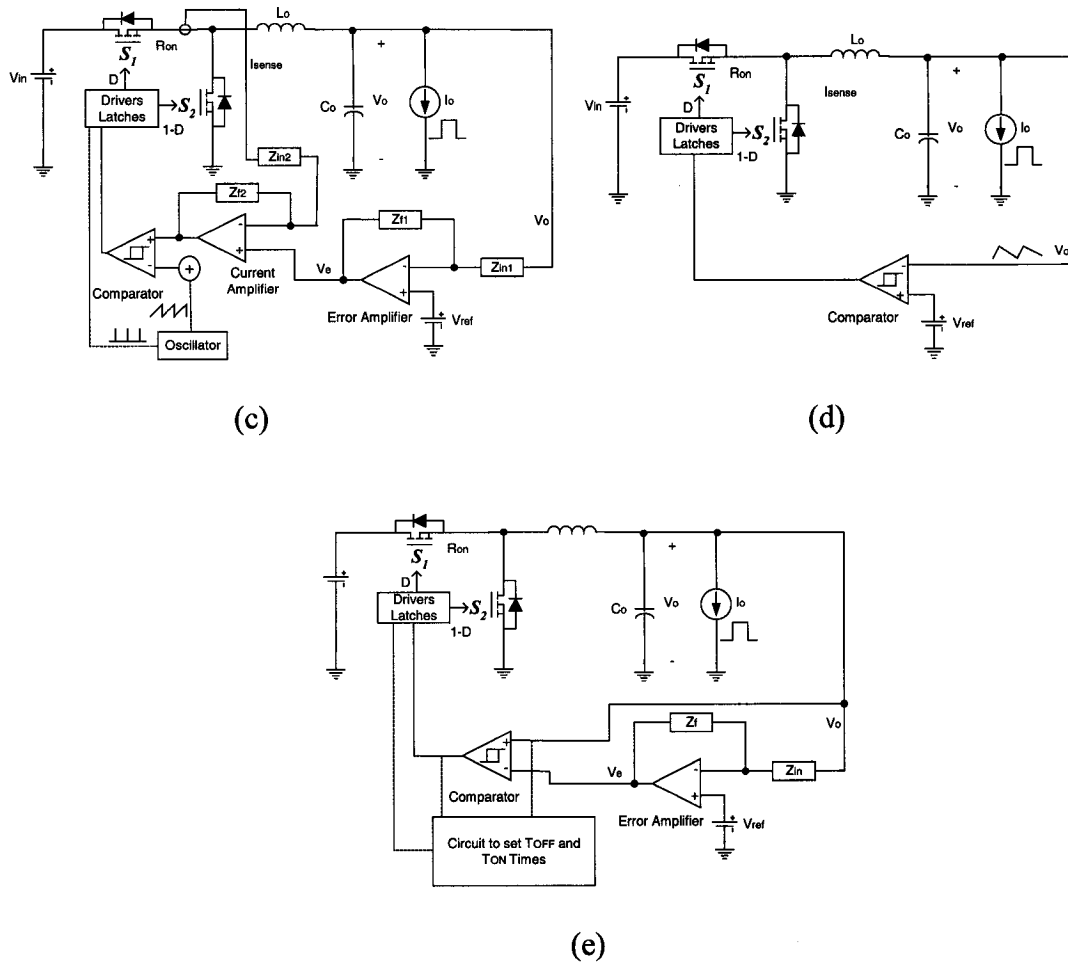 Lo
Ron
S1
Isense
Vin
D
Drivers
Latches
S2
1-D
Co
+
Vo
-
Io
Zin2
Zf2
Zf1
Vo
+
-
-
+
Current
Amplifier
Ve
-
+
Zin1
Comparator
+
Error Amplifier
Vref
Oscillator
(c)
Lo
Ron
S1
Isense
Vin
D
Drivers
Latches
S2
1-D
Co
+
Vo
-
Io
Vo
-
+
Comparator
Vref
(d)
Ron
S1
D
Drivers
Latches
S2
1-D
Co
+
Vo
-
Io
Vo
Zf
+
-
Ve
-
+
Zin
Comparator
Error Amplifier
Vref
Circuit to set TOFF and
TON Times
(e)